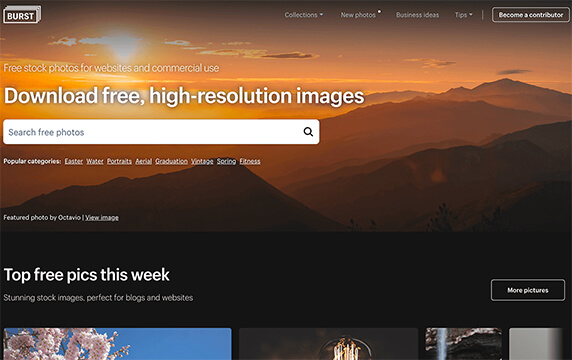 BURST
Collections
New photos
Business ideas
Tips
Become a contributor
Free stock photos for websites and commercial use
Download free, high-resolution images
Search free photos
Popular categories: Easter Water Portraits Aerial Graduation Vintage Soring Fitness
Featured photo by Octavio | View image
Top free pics this week
Stunning stock images, perfect for blogs and websites
More pictures